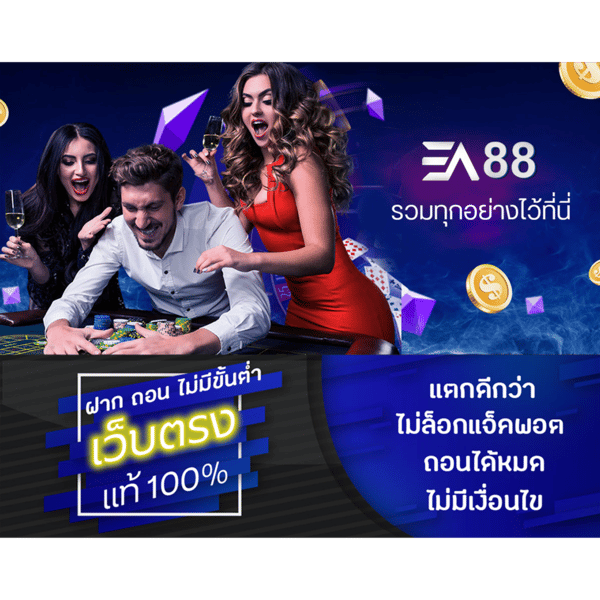 EA88
รวมทุกอย่างไว้ที่นี่
ฝาก ถอน ไม่มีขั้นต่ำ
เว็บตรง
แท้ 100%
แตกดีกว่า
ไม่ล็อกแจ็คพอต
ถอนได้หมด
ไม่มีเงื่อนไข